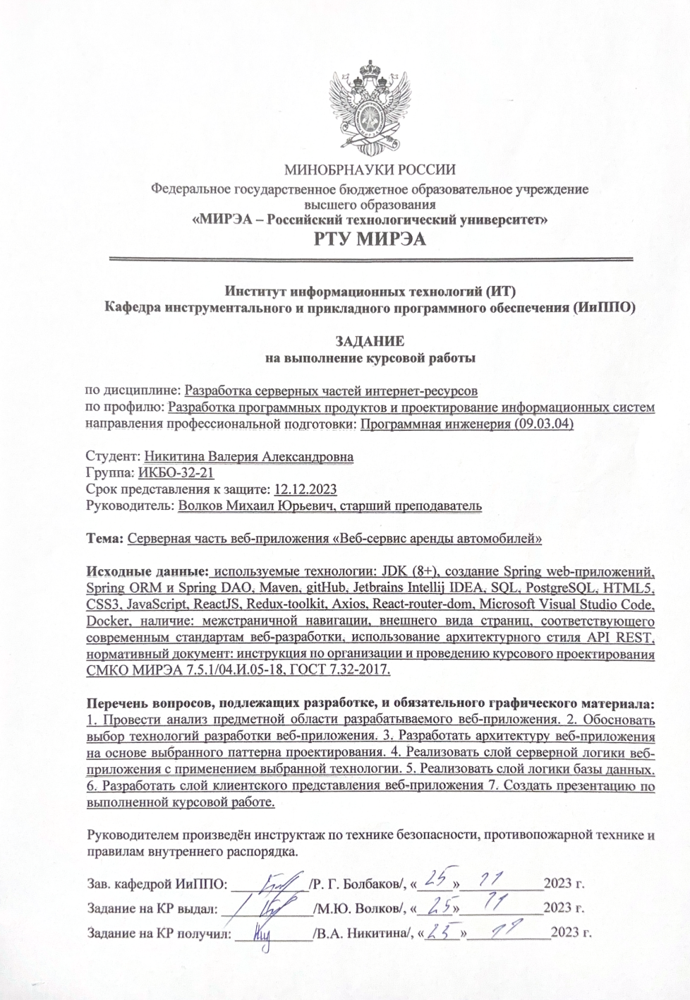 МИНОБРНАУКИ РОССИИ
Федеральное государственное бюджетное образовательное учреждение
высшего образования
«МИРЭА – Российский технологический университет»
РТУ МИРЭА
Институт информационных технологий (ИТ)
Кафедра инструментального и прикладного программного обеспечения (ИиППО)
ЗАДАНИЕ
на выполнение курсовой работы
по дисциплине: Разработка серверных частей интернет-ресурсов
по профилю: Разработка программных продуктов и проектирование информационных систем
направления профессиональной подготовки: Программная инженерия (09.03.04)
Студент: Никитина Валерия Александровна
Группа: ИКБО-32-21
Срок представления к защите: 12.12.2023
Руководитель: Волков Михаил Юрьевич, старший преподаватель
Тема: Серверная часть веб-приложения «Веб-сервис аренды автомобилей»
Исходные данные: используемые технологии: JDK (8+), создание Spring web-приложений,
Spring ORM и Spring DAO, Maven, gitHub, Jetbrains Intellij IDEA, SQL, PostgreSQL, HTML5,
CSS3, JavaScript, ReactJS, Redux-toolkit, Axios, React-router-dom, Microsoft Visual Studio Code,
Docker, наличие: межстраничной навигации, внешнего вида страниц, соответствующего
современным стандартам веб-разработки, использование архитектурного стиля API REST,
нормативный документ: инструкция по организации и проведению курсового проектирования
СМКО МИРЭА 7.5.1/04.И.05-18, ГОСТ 7.32-2017.
Перечень вопросов, подлежащих разработке, и обязательного графического материала:
1. Провести анализ предметной области разрабатываемого веб-приложения. 2. Обосновать
выбор технологий разработки веб-приложения. 3. Разработать архитектуру веб-приложения
на основе выбранного паттерна проектирования. 4. Реализовать слой серверной логики веб-
приложения с применением выбранной технологии. 5. Реализовать слой логики базы данных.
6. Разработать слой клиентского представления веб-приложения 7. Создать презентацию по
выполненной курсовой работе.
Руководителем произведён инструктаж по технике безопасности, противопожарной технике и
правилам внутреннего распорядка.
Зав. кафедрой ИиППО: ___________/Р. Г. Болбаков/, «25» 11 2023 г.
Задание на КР выдал: ___________/М.Ю. Волков/, «25» 11 2023 г.
Задание на КР получил: ___________/В.А. Никитина/, «25» 11 2023 г.